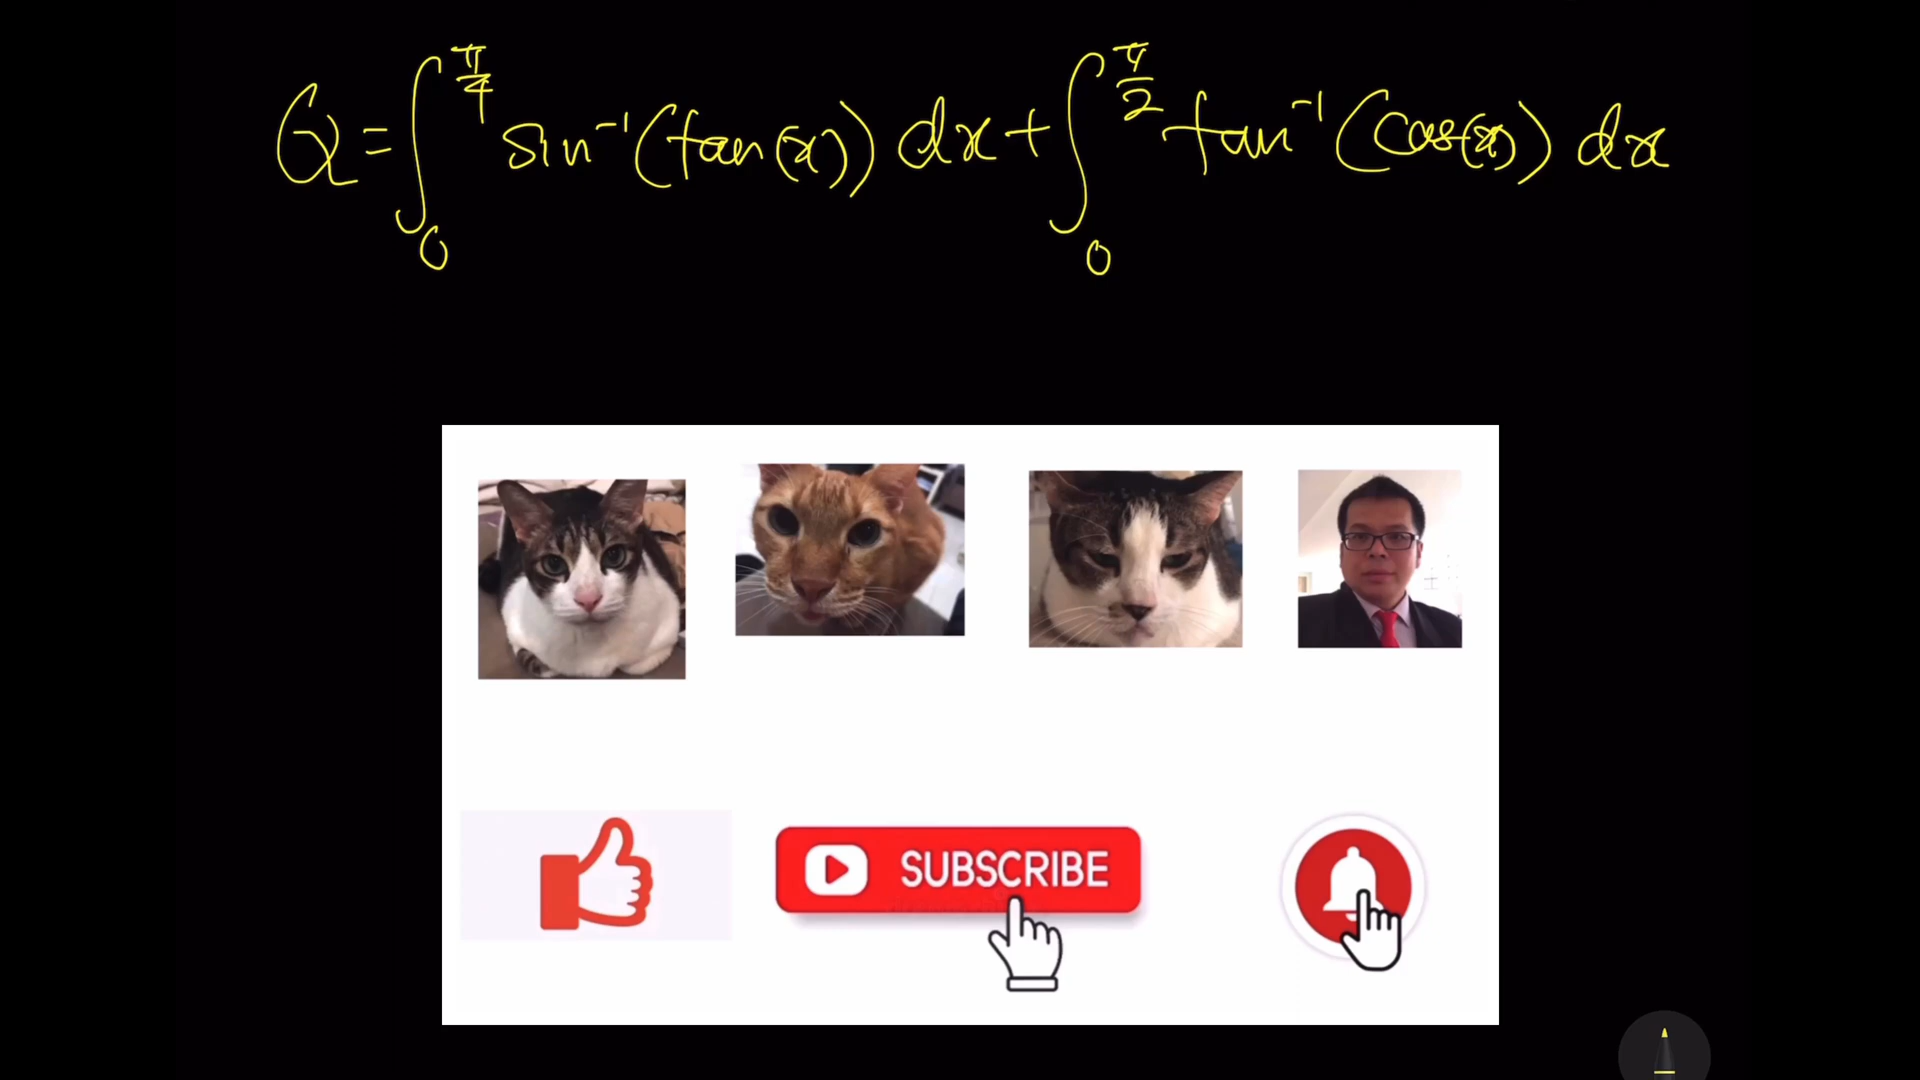 Q = ∫₀^(π/4) sin⁻¹(tan(x)) dx + ∫₀^(π/2) tan⁻¹(cos(x)) dx
SUBSCRIBE